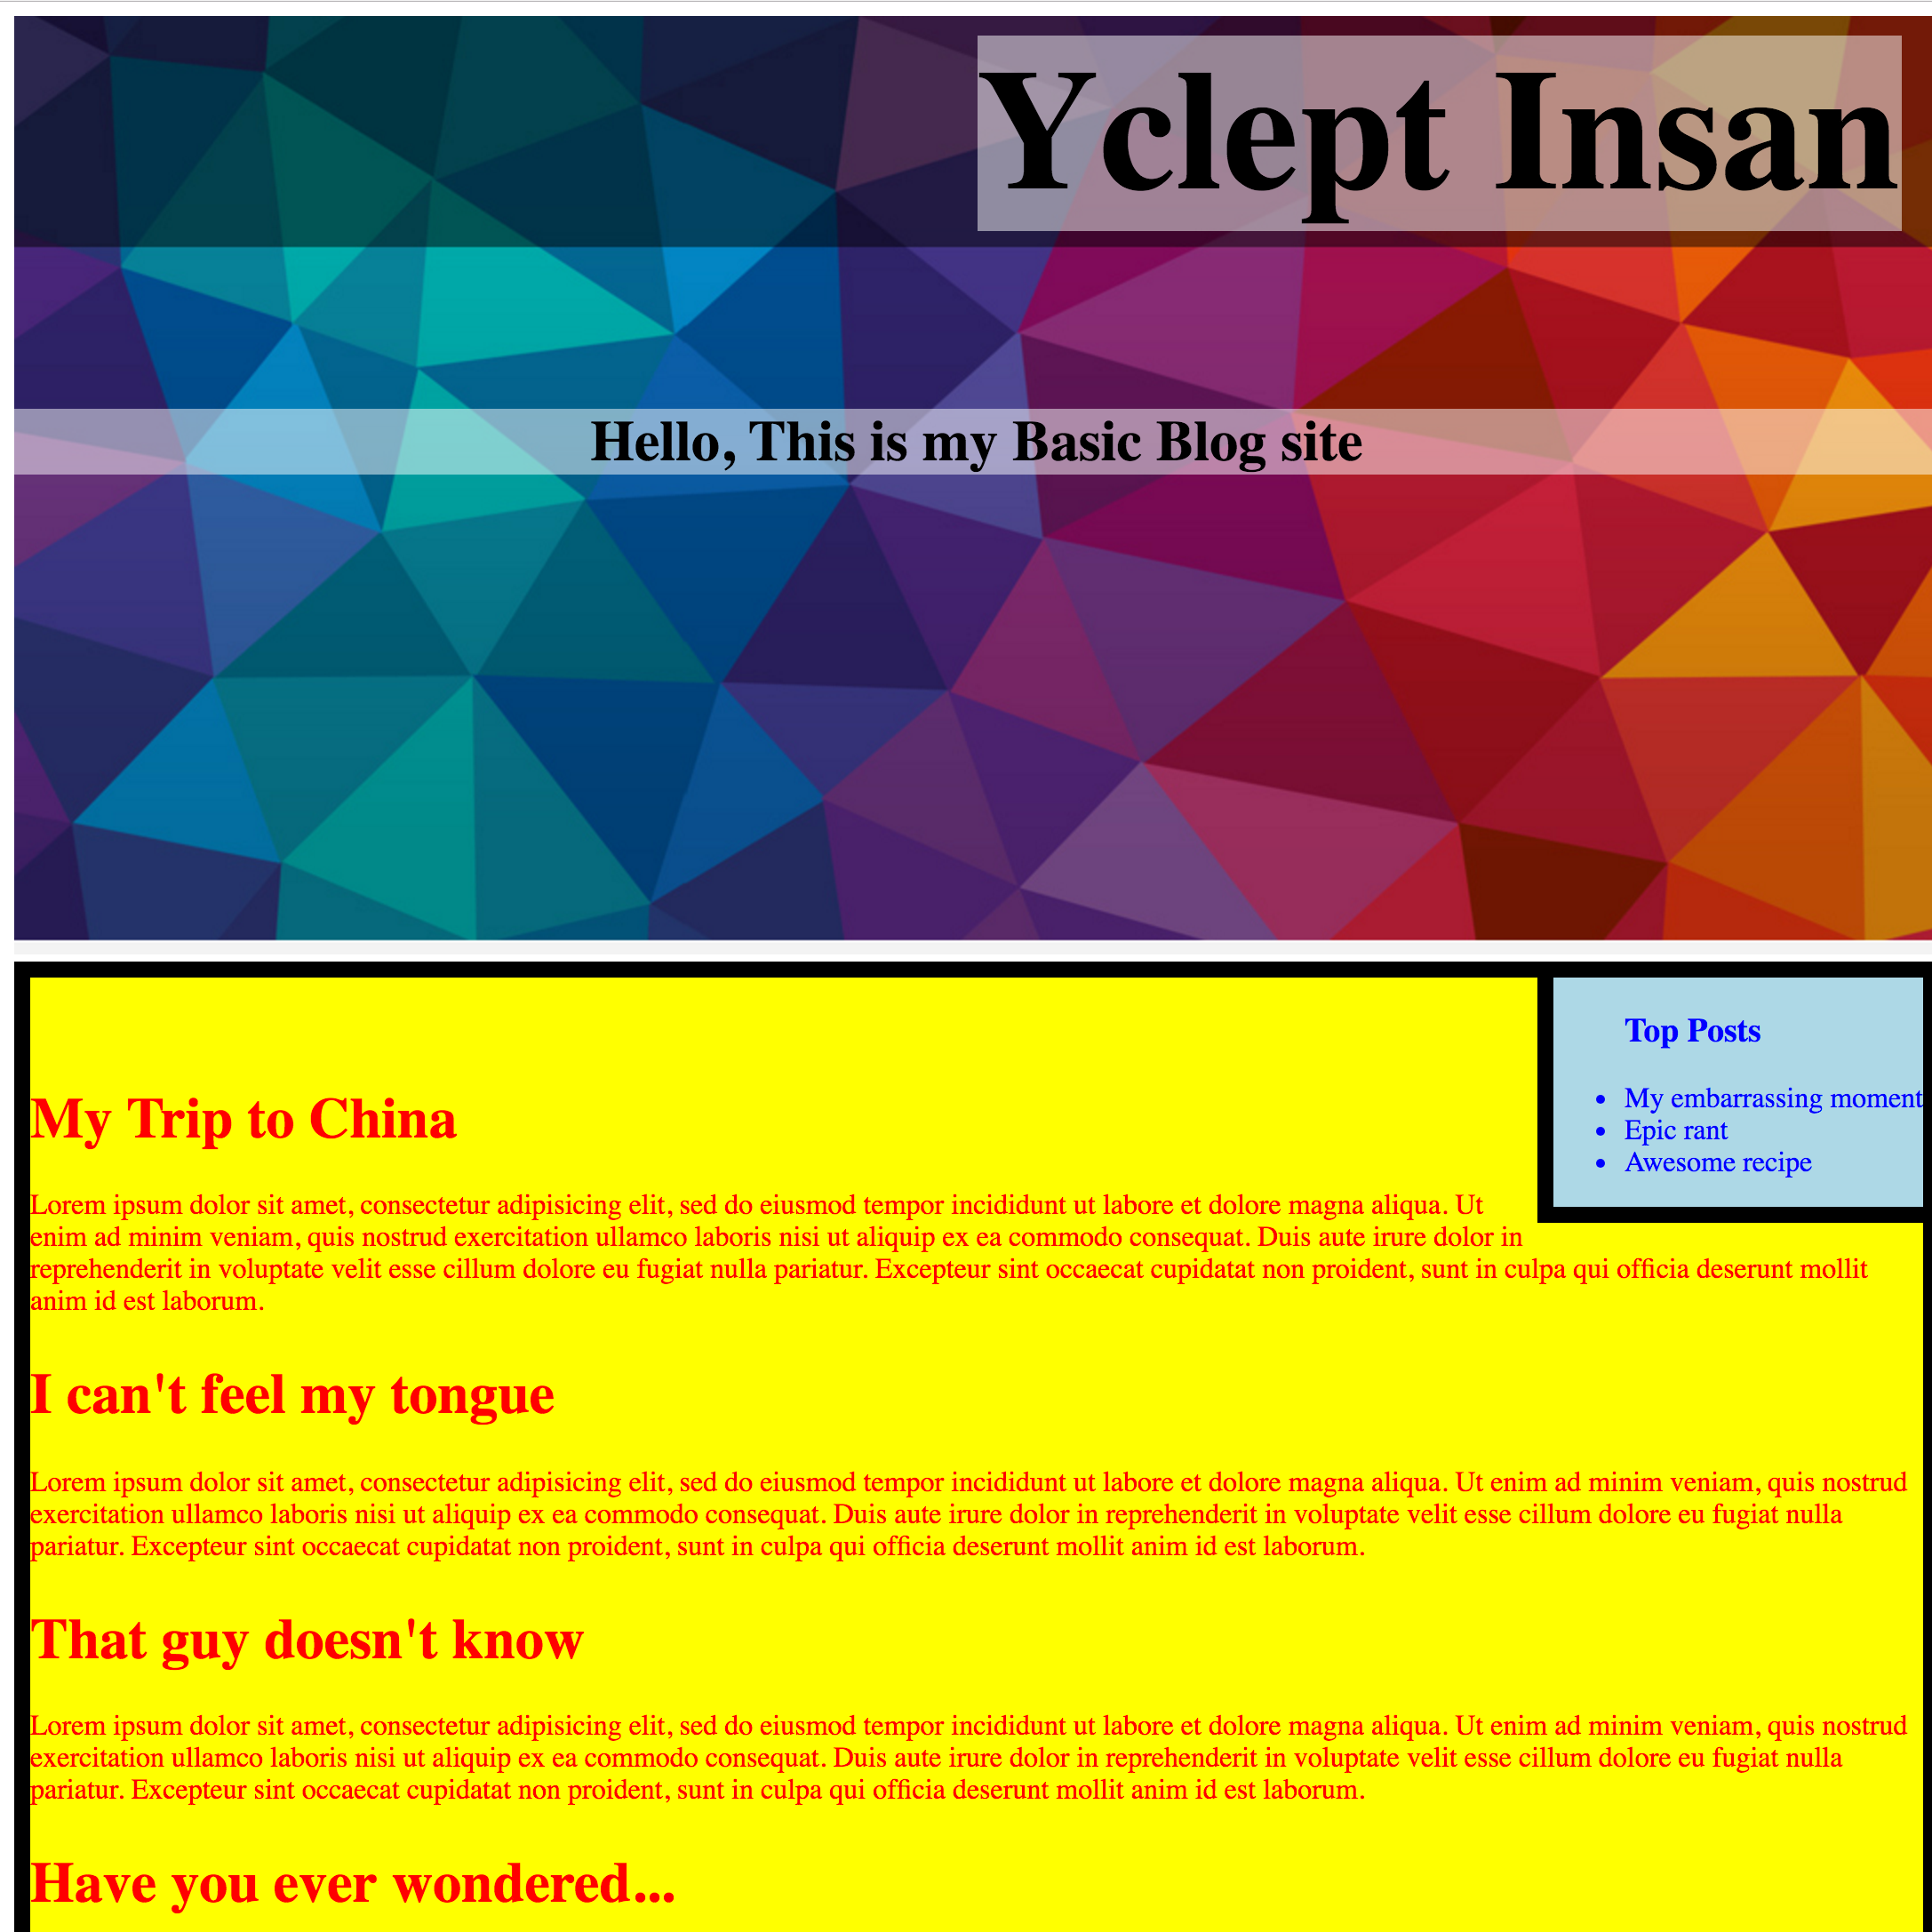 Yclept Insan
Hello, This is my Basic Blog site
Top Posts
My embarrassing moment
Epic rant
Awesome recipe
My Trip to China
Lorem ipsum dolor sit amet, consectetur adipisicing elit, sed do eiusmod tempor incididunt ut labore et dolore magna aliqua. Ut
enim ad minim veniam, quis nostrud exercitation ullamco laboris nisi ut aliquip ex ea commodo consequat. Duis aute irure dolor in
reprehenderit in voluptate velit esse cillum dolore eu fugiat nulla pariatur. Excepteur sint occaecat cupidatat non proident, sunt in culpa qui officia deserunt mollit
anim id est laborum.
I can't feel my tongue
Lorem ipsum dolor sit amet, consectetur adipisicing elit, sed do eiusmod tempor incididunt ut labore et dolore magna aliqua. Ut enim ad minim veniam, quis nostrud
exercitation ullamco laboris nisi ut aliquip ex ea commodo consequat. Duis aute irure dolor in reprehenderit in voluptate velit esse cillum dolore eu fugiat nulla
pariatur. Excepteur sint occaecat cupidatat non proident, sunt in culpa qui officia deserunt mollit anim id est laborum.
That guy doesn't know
Lorem ipsum dolor sit amet, consectetur adipisicing elit, sed do eiusmod tempor incididunt ut labore et dolore magna aliqua. Ut enim ad minim veniam, quis nostrud
exercitation ullamco laboris nisi ut aliquip ex ea commodo consequat. Duis aute irure dolor in reprehenderit in voluptate velit esse cillum dolore eu fugiat nulla
pariatur. Excepteur sint occaecat cupidatat non proident, sunt in culpa qui officia deserunt mollit anim id est laborum.
Have you ever wondered...